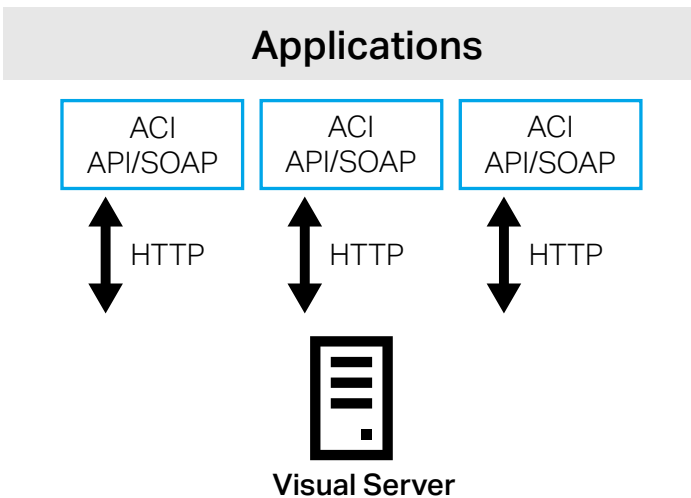 Applications
ACI
API/SOAP
ACI
API/SOAP
ACI
API/SOAP
HTTP
HTTP
HTTP
Visual Server